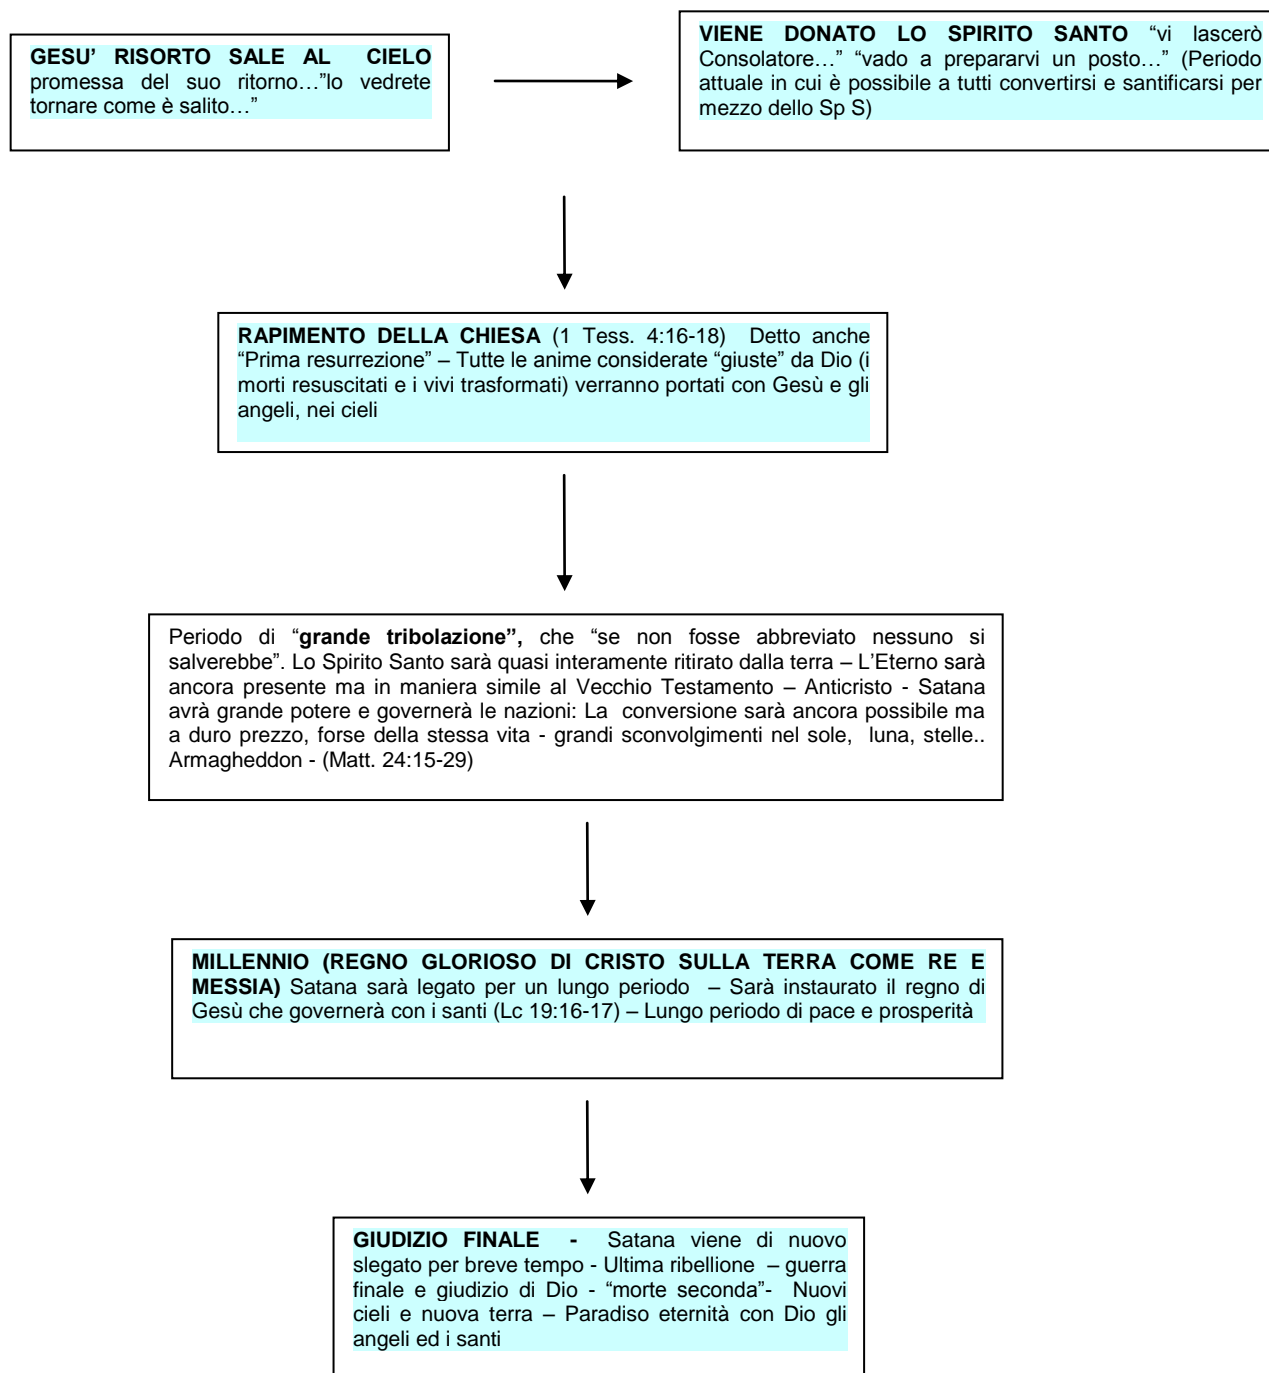 GESU’ RISORTO SALE AL CIELO
promessa del suo ritorno…”lo vedrete
tornare come è salito…”
VIENE DONATO LO SPIRITO SANTO “vi lascerò
Consolatore…” “vado a prepararvi un posto…” (Periodo
attuale in cui è possibile a tutti convertirsi e santificarsi per
mezzo dello Sp S)
RAPIMENTO DELLA CHIESA (1 Tess. 4:16-18) Detto anche
“Prima resurrezione” – Tutte le anime considerate “giuste” da Dio (i
morti resuscitati e i vivi trasformati) verranno portati con Gesù e gli
angeli, nei cieli
Periodo di “grande tribolazione”, che “se non fosse abbreviato nessuno si
salverebbe”. Lo Spirito Santo sarà quasi interamente ritirato dalla terra – L’Eterno sarà
ancora presente ma in maniera simile al Vecchio Testamento – Anticristo - Satana
avrà grande potere e governerà le nazioni: La conversione sarà ancora possibile ma
a duro prezzo, forse della stessa vita - grandi sconvolgimenti nel sole, luna, stelle..
Armagheddon - (Matt. 24:15-29)
MILLENNIO (REGNO GLORIOSO DI CRISTO SULLA TERRA COME RE E
MESSIA) Satana sarà legato per un lungo periodo – Sarà instaurato il regno di
Gesù che governerà con i santi (Lc 19:16-17) – Lungo periodo di pace e prosperità
GIUDIZIO FINALE - Satana viene di nuovo
slegato per breve tempo - Ultima ribellione – guerra
finale e giudizio di Dio - “morte seconda”- Nuovi
cieli e nuova terra – Paradiso eternità con Dio gli
angeli ed i santi